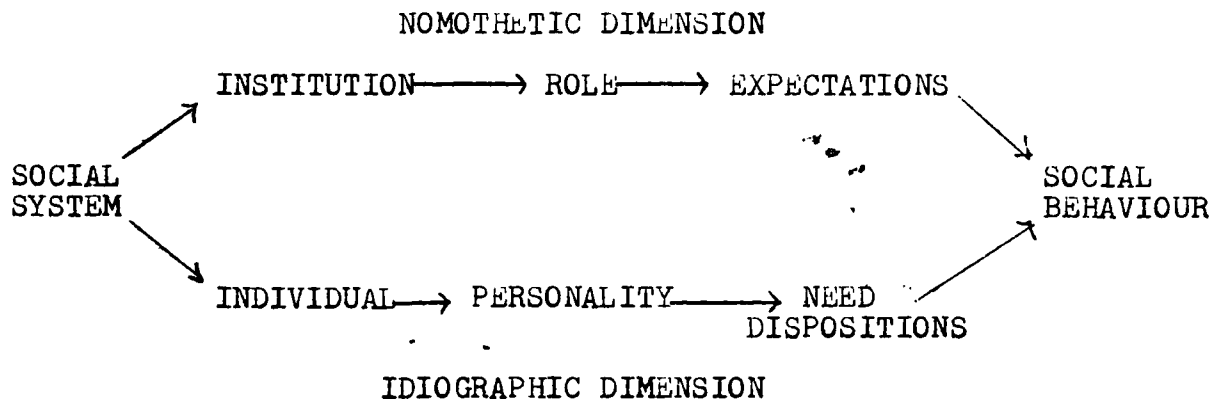 NOMOTHETIC DIMENSION
INSTITUTION ROLE EXPECTATIONS
SOCIAL
SYSTEM
SOCIAL
BEHAVIOUR
INDIVIDUAL PERSONALITY NEED
DISPOSITIONS
IDIOGRAPHIC DIMENSION